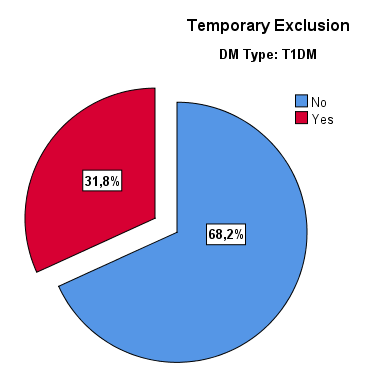 Temporary Exclusion
DM Type: T1DM
No
Yes
31,8%
68,2%